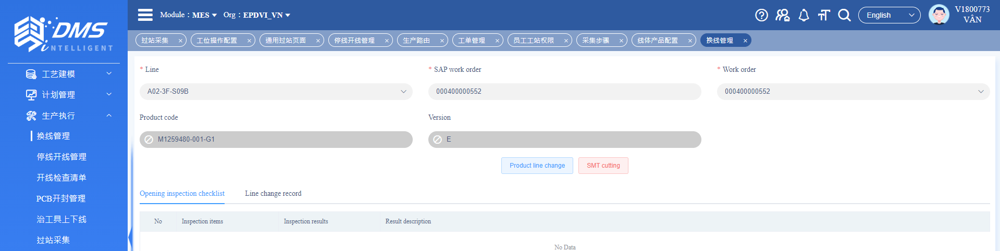 DMS
iNTELLIGENT
Module：MES Org：EPDVI_VN
English
V1800773
VÂN
过站采集 × 工位操作配置 × 通用过站页面 × 停线开线管理 × 生产路由 × 工单管理 × 员工工站权限 × 采集步骤 × 线体产品配置 × 换线管理 ×
工艺建模
计划管理
生产执行
换线管理
停线开线管理
开线检查清单
PCB开封管理
治工具上下线
过站采集
* Line * SAP work order * Work order
A02-3F-S09B 000400000552 000400000552
Product code Version
M1259480-001-G1 E
Product line change SMT cutting
Opening inspection checklist Line change record
No Inspection items Inspection results Result description
No Data